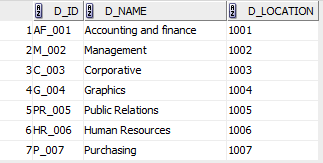 D_ID D_NAME D_LOCATION
1 AF_001 Accounting and finance 1001
2 M_002 Management 1002
3 C_003 Corporative 1003
4 G_004 Graphics 1004
5 PR_005 Public Relations 1005
6 HR_006 Human Resources 1006
7 P_007 Purchasing 1007